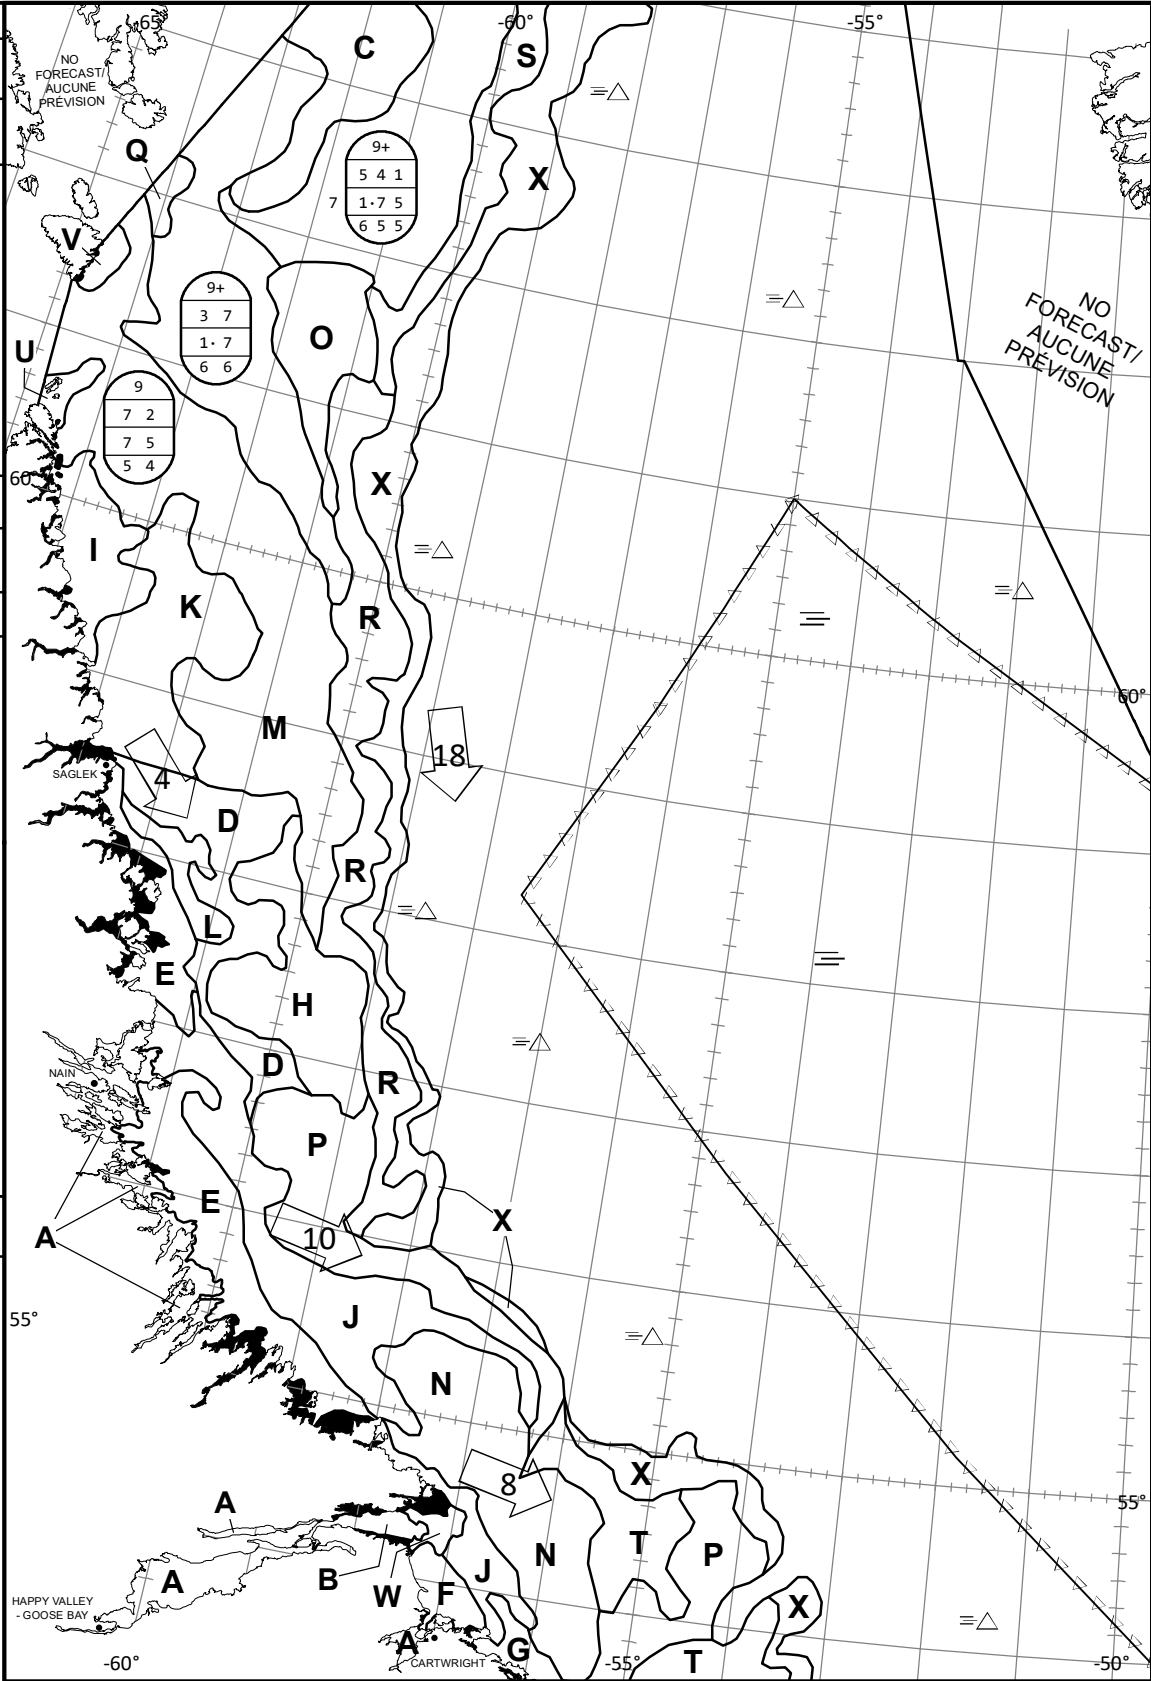 -65°
-60°
-55°
C
S
NO
FORECAST/
AUCUNE
PRÉVISION
Q
9+
5 4 1
7 1·7 5
6 5 5
X
V
9+
3 7
1·7
6 6
O
NO
FORECAST/
AUCUNE
PRÉVISION
U
9
7 2
7 5
5 4
60°
X
I
K
R
60°
M
18
SAGLEK
4
D
R
L
E
H
D
R
NAIN
P
E
A
X
10
55°
J
N
X
8
55°
A
T
P
N
J
A
B
W
F
X
HAPPY VALLEY
- GOOSE BAY
A
G
CARTWRIGHT
T
-60°
-55°
-50°